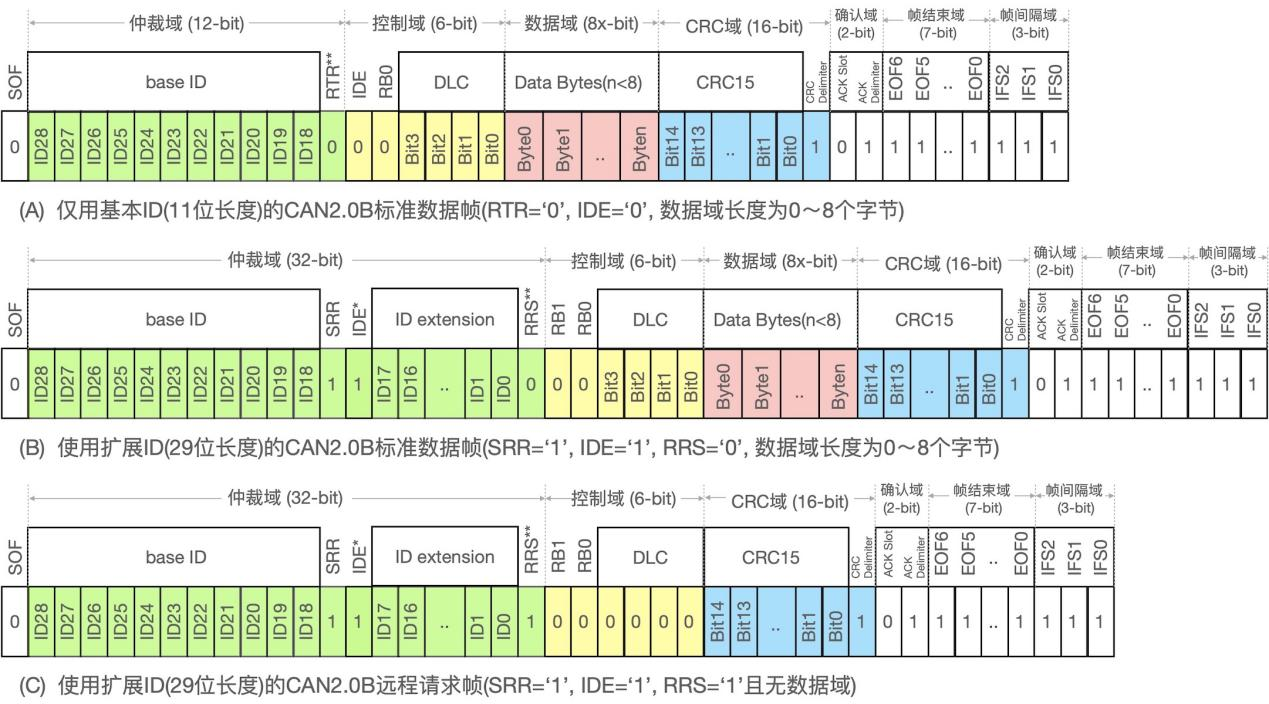 仲裁域 (12-bit) 控制域 (6-bit) 数据域 (8x-bit) CRC域 (16-bit) 确认域 (2-bit) 帧结束域 (7-bit) 帧间隔域 (3-bit)
SOF base ID RTR** IDE RB0 DLC Data Bytes(n<8) CRC15 CRC Delimiter ACK Slot ACK Delimiter EOF6 EOF5 .. EOF0 IFS2 IFS1 IFS0
0 ID28 ID27 ID26 ID25 ID24 ID23 ID22 ID21 ID20 ID19 ID18 0 0 0 Bit3 Bit2 Bit1 Bit0 Byte0 Byte1 .. Byten Bit14 Bit13 .. Bit1 Bit0 1 0 1 1 1 .. 1 1 1 1
(A) 仅用基本ID(11位长度)的CAN2.0B标准数据帧(RTR=‘0’, IDE=‘0’, 数据域长度为0～8个字节)
仲裁域 (32-bit) 控制域 (6-bit) 数据域 (8x-bit) CRC域 (16-bit) 确认域 (2-bit) 帧结束域 (7-bit) 帧间隔域 (3-bit)
SOF base ID SRR IDE* ID extension RRS** RB1 RB0 DLC Data Bytes(n<8) CRC15 CRC Delimiter ACK Slot ACK Delimiter EOF6 EOF5 .. EOF0 IFS2 IFS1 IFS0
0 ID28 ID27 ID26 ID25 ID24 ID23 ID22 ID21 ID20 ID19 ID18 1 1 ID17 ID16 .. ID1 ID0 0 0 0 Bit3 Bit2 Bit1 Bit0 Byte0 Byte1 .. Byten Bit14 Bit13 .. Bit1 Bit0 1 0 1 1 1 .. 1 1 1 1
(B) 使用扩展ID(29位长度)的CAN2.0B标准数据帧(SRR=‘1’, IDE=‘1’, RRS=‘0’, 数据域长度为0～8个字节)
仲裁域 (32-bit) 控制域 (6-bit) CRC域 (16-bit) 确认域 (2-bit) 帧结束域 (7-bit) 帧间隔域 (3-bit)
SOF base ID SRR IDE* ID extension RRS** RB1 RB0 DLC CRC15 CRC Delimiter ACK Slot ACK Delimiter EOF6 EOF5 .. EOF0 IFS2 IFS1 IFS0
0 ID28 ID27 ID26 ID25 ID24 ID23 ID22 ID21 ID20 ID19 ID18 1 1 ID17 ID16 .. ID1 ID0 1 0 0 0 0 0 0 Bit14 Bit13 .. Bit1 Bit0 1 0 1 1 1 .. 1 1 1 1
(C) 使用扩展ID(29位长度)的CAN2.0B远程请求帧(SRR=‘1’, IDE=‘1’, RRS=‘1’且无数据域)